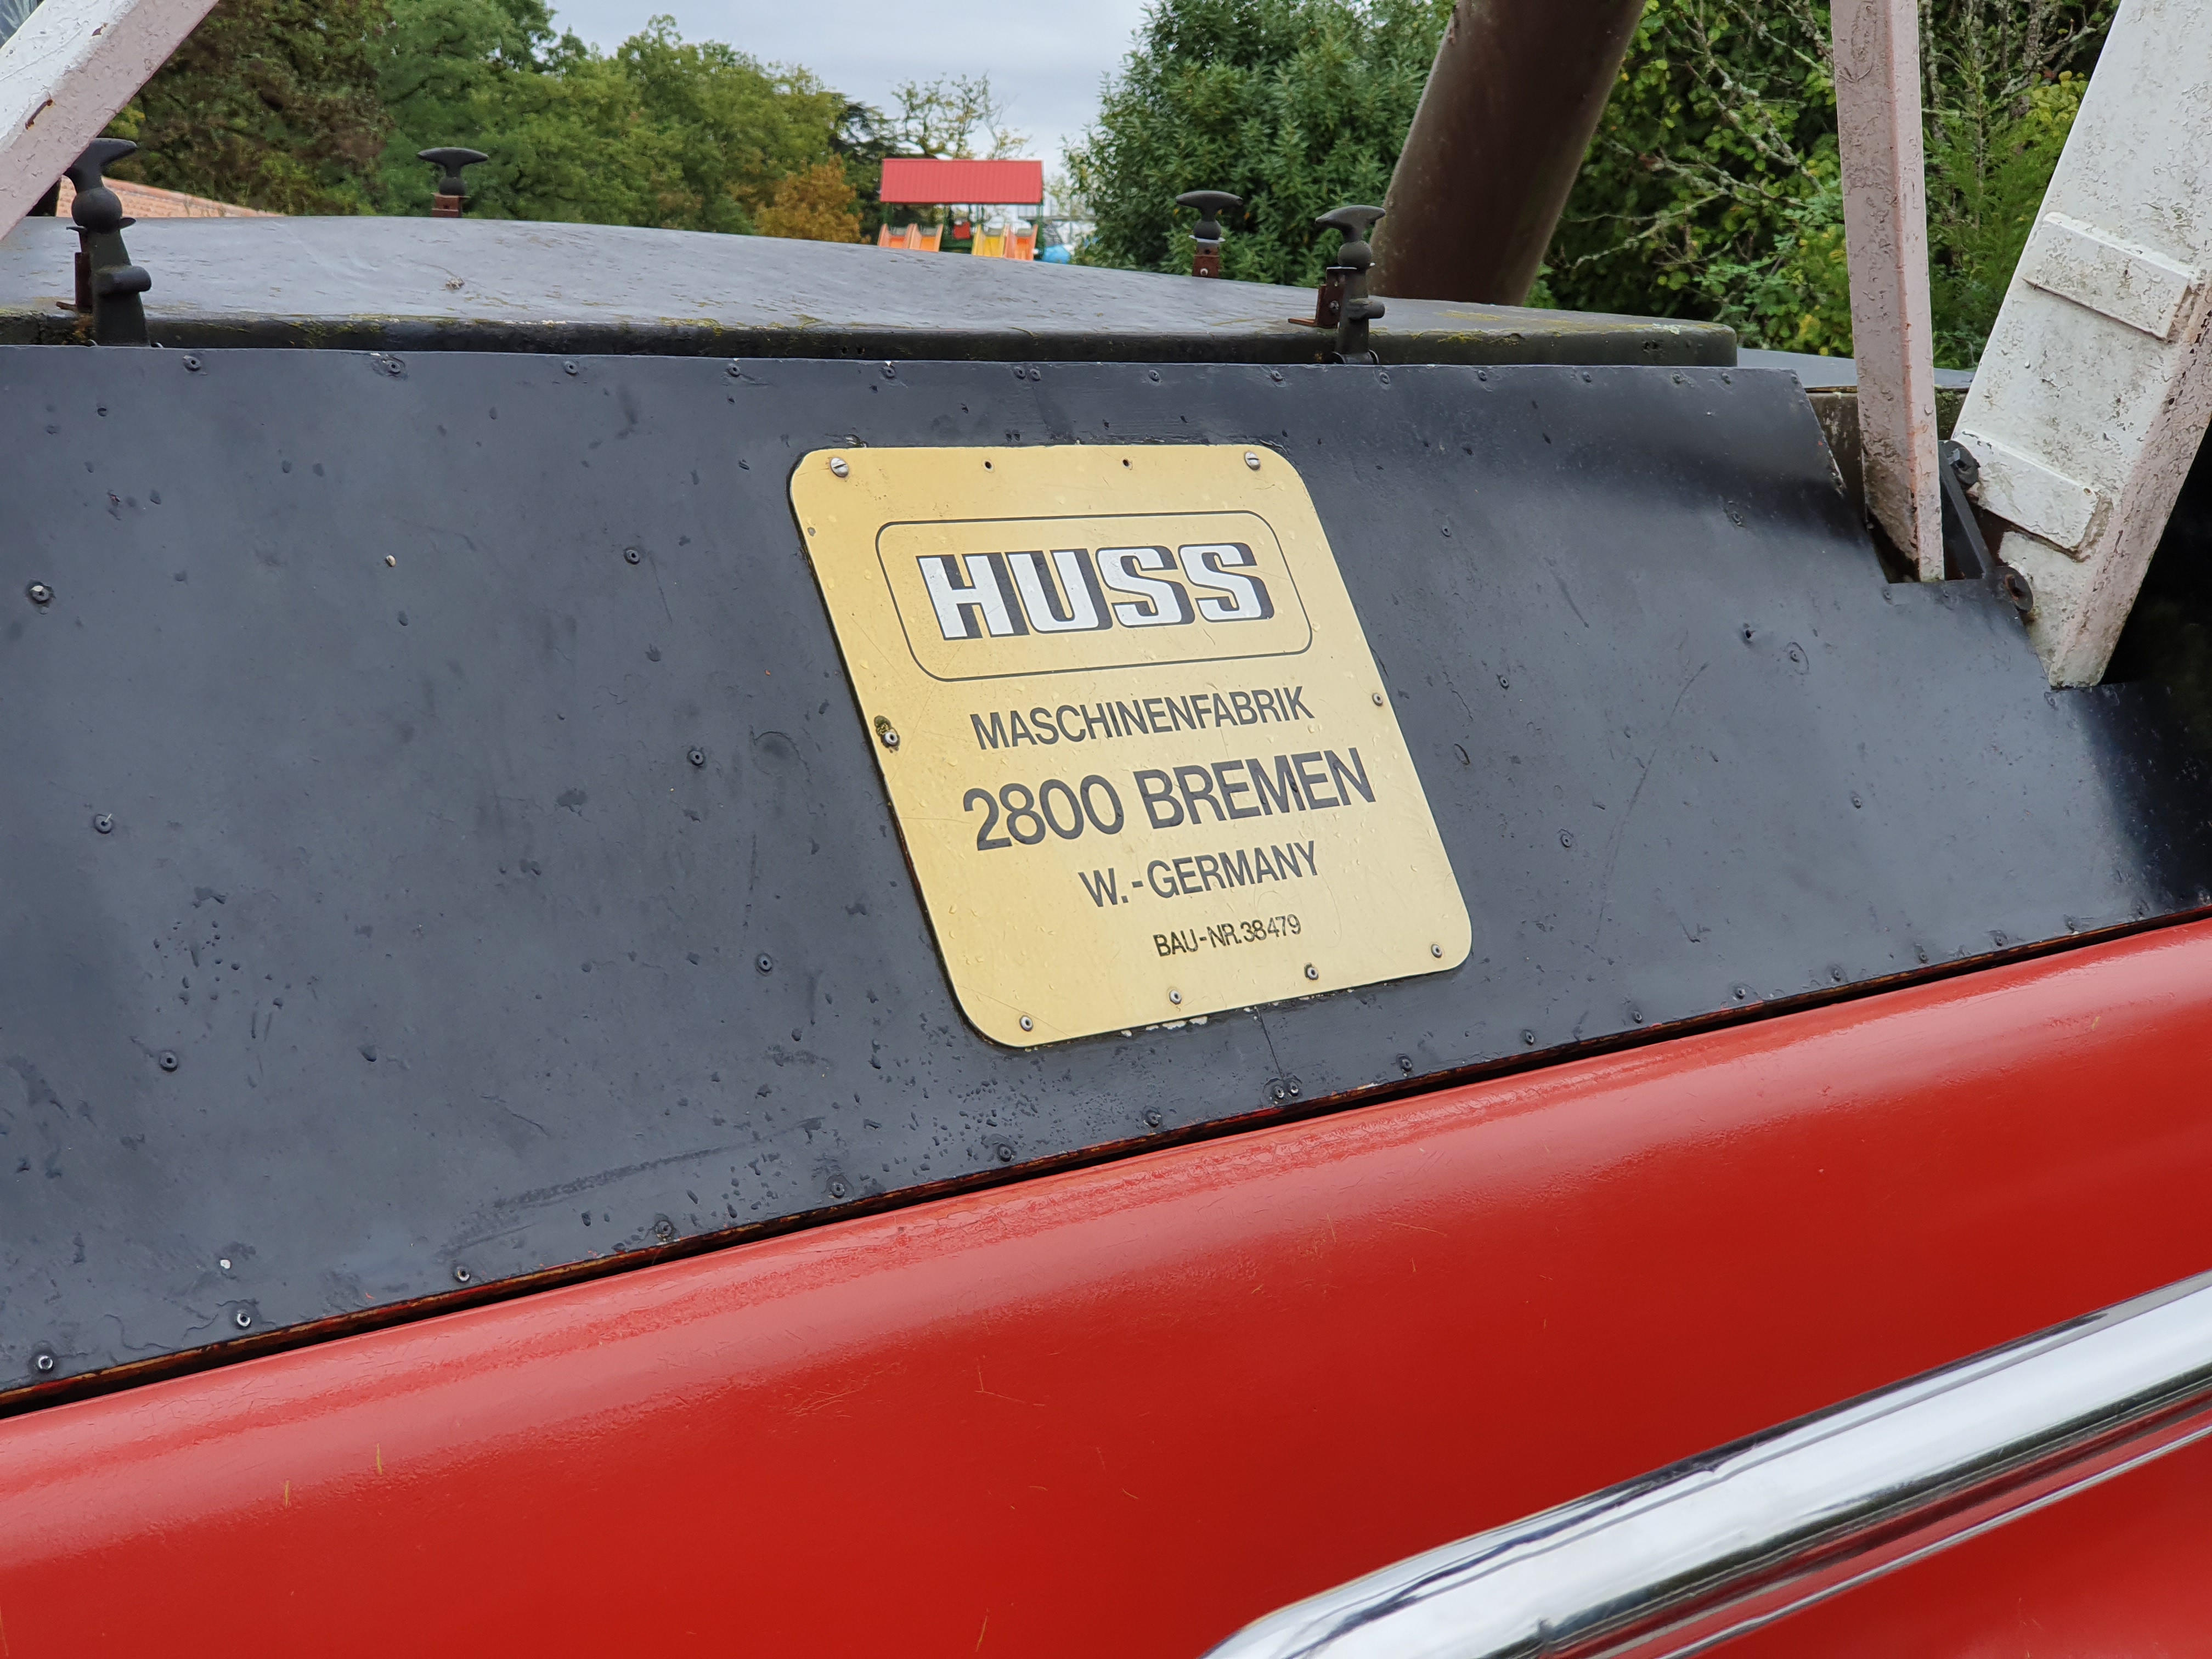 HUSS
MASCHINENFABRIK
2800 BREMEN
W.-GERMANY
BAU-NR.38479